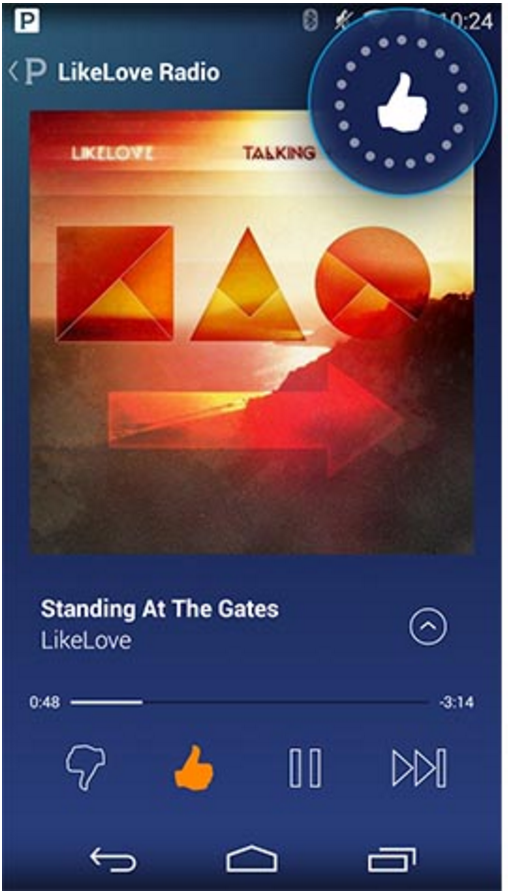 P
10:24
P LikeLove Radio
LIKELOVE TALKING
Standing At The Gates
LikeLove
0:48 -3:14